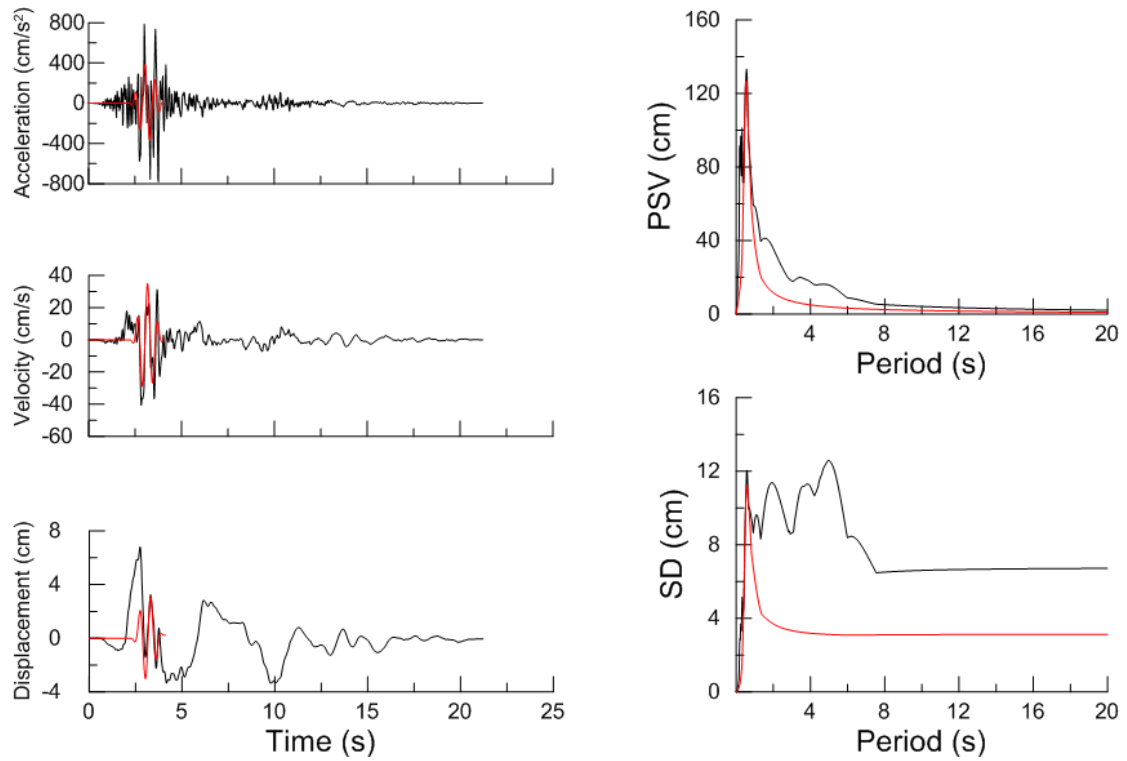 Acceleration (cm/s²)
800
400
0
-400
-800
Velocity (cm/s)
40
20
0
-20
-40
-60
Displacement (cm)
8
4
0
-4
0 5 10 15 20 25
Time (s)
PSV (cm)
160
120
80
40
0
4 8 12 16 20
Period (s)
SD (cm)
16
12
8
4
0
4 8 12 16 20
Period (s)